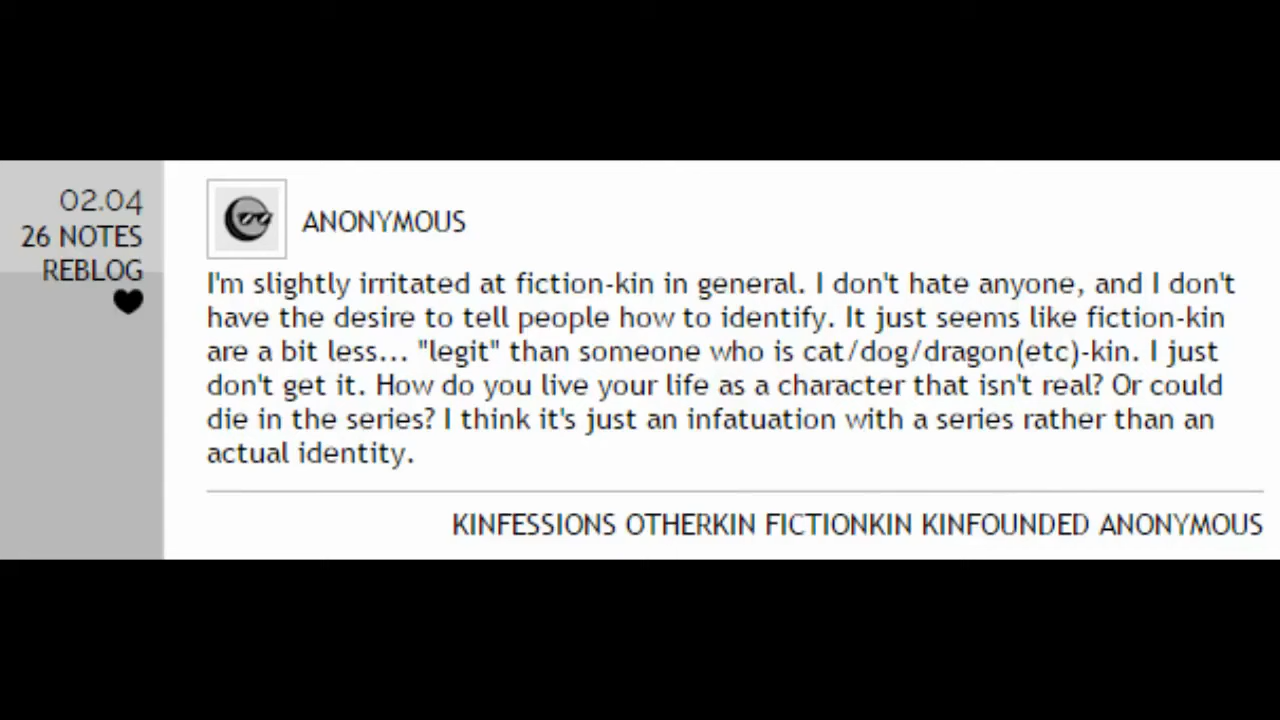 02.04
26 NOTES
REBLOG
ANONYMOUS
I'm slightly irritated at fiction-kin in general. I don't hate anyone, and I don't
have the desire to tell people how to identify. It just seems like fiction-kin
are a bit less... "legit" than someone who is cat/dog/dragon(etc)-kin. I just
don't get it. How do you live your life as a character that isn't real? Or could
die in the series? I think it's just an infatuation with a series rather than an
actual identity.
KINFESSIONS OTHERKIN FICTIONKIN KINFOUNDED ANONYMOUS